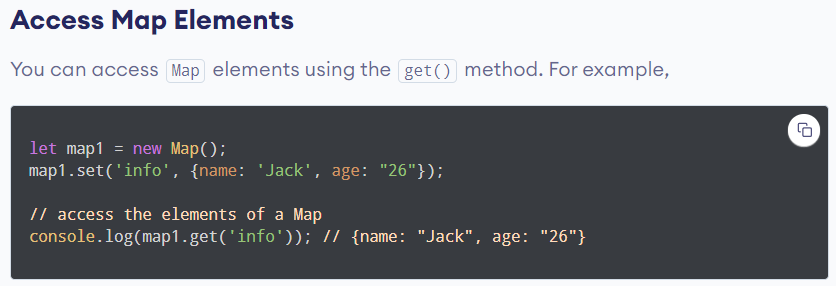 Access Map Elements
You can access Map elements using the get() method. For example,
let map1 = new Map();
map1.set('info', {name: 'Jack', age: "26"});
// access the elements of a Map
console.log(map1.get('info')); // {name: "Jack", age: "26"}